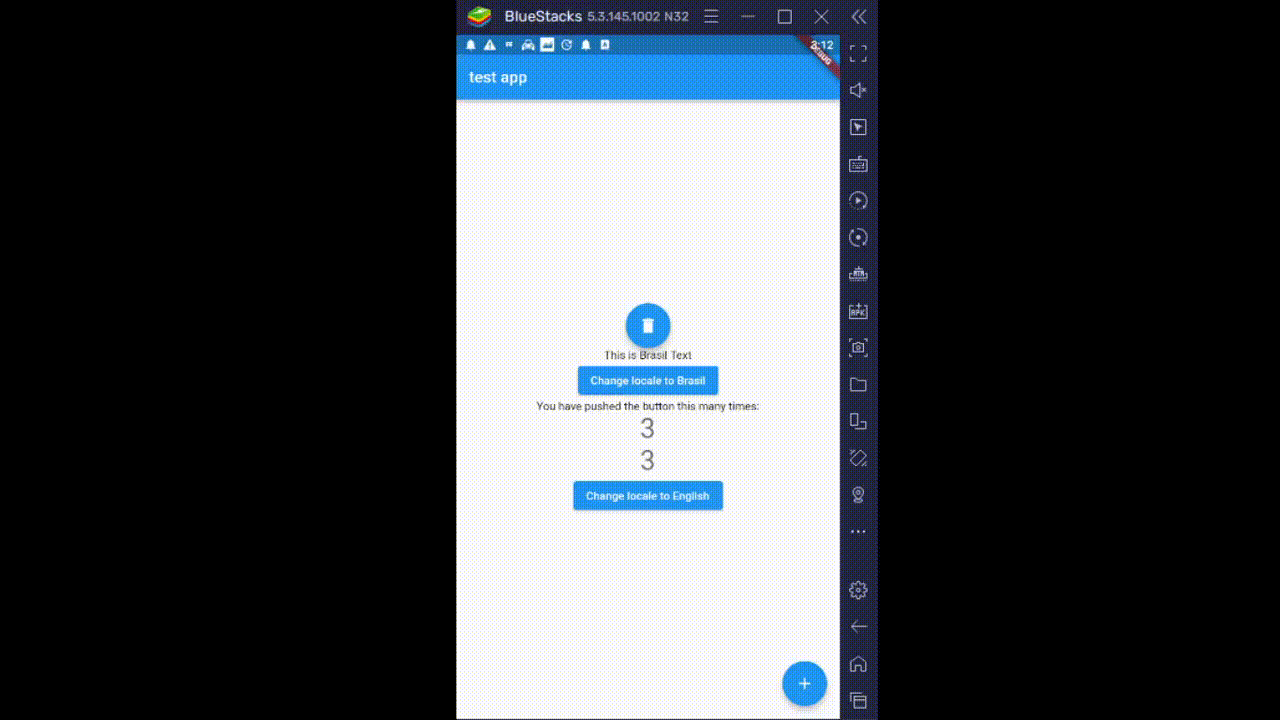 BlueStacks 5.3.145.1002 N32
3:12
DEBUG
test app
This is Brasil Text
Change locale to Brasil
You have pushed the button this many times:
3
3
Change locale to English
APK